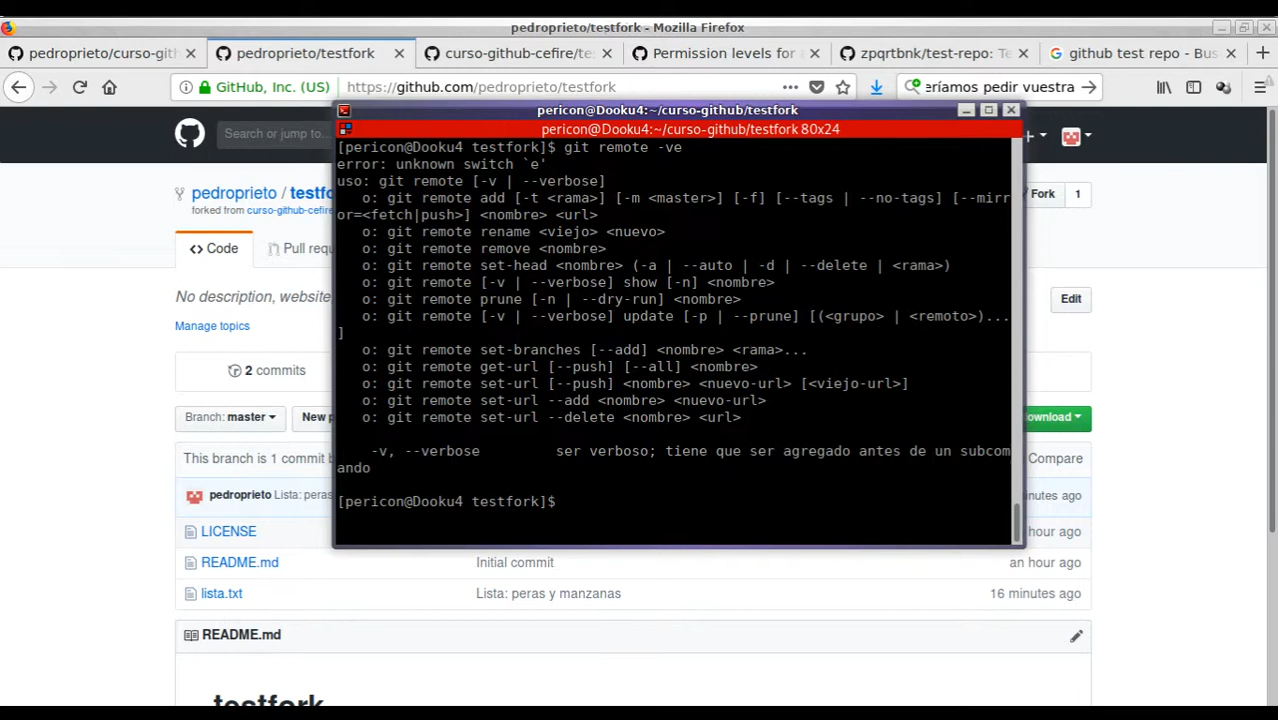 pedroprieto/testfork - Mozilla Firefox
pedroprieto/curso-git
pedroprieto/testfork
curso-github-cefire/te
Permission levels for
zpqrtbnk/test-repo: Te
github test repo - Bus
GitHub, Inc. (US)
https://github.com/pedroprieto/testfork
eríamos pedir vuestra
pericon@Dooku4:~/curso-github/testfork
pericon@Dooku4:~/curso-github/testfork 80x24
Search or jump to...
[pericon@Dooku4 testfork]$ git remote -ve
error: unknown switch `e'
uso: git remote [-v | --verbose]
o: git remote add [-t <rama>] [-m <master>] [-f] [--tags | --no-tags] [--mirr
or=<fetch|push>] <nombre> <url>
o: git remote rename <viejo> <nuevo>
o: git remote remove <nombre>
o: git remote set-head <nombre> (-a | --auto | -d | --delete | <rama>)
o: git remote [-v | --verbose] show [-n] <nombre>
o: git remote prune [-n | --dry-run] <nombre>
o: git remote [-v | --verbose] update [-p | --prune] [(<grupo> | <remoto>)...
]
o: git remote set-branches [--add] <nombre> <rama>...
o: git remote get-url [--push] [--all] <nombre>
o: git remote set-url [--push] <nombre> <nuevo-url> [<viejo-url>]
o: git remote set-url --add <nombre> <nuevo-url>
o: git remote set-url --delete <nombre> <url>
-v, --verbose ser verboso; tiene que ser agregado antes de un subcom
ando
[pericon@Dooku4 testfork]$
pedroprieto / testfo
Fork 1
forked from curso-github-cefire
Code
Pull requ
No description, website
Edit
Manage topics
2 commits
Branch: master
New p
ownload
This branch is 1 commit b
Compare
pedroprieto Lista: peras
inutes ago
LICENSE
hour ago
README.md Initial commit an hour ago
lista.txt Lista: peras y manzanas 16 minutes ago
README.md
testfork